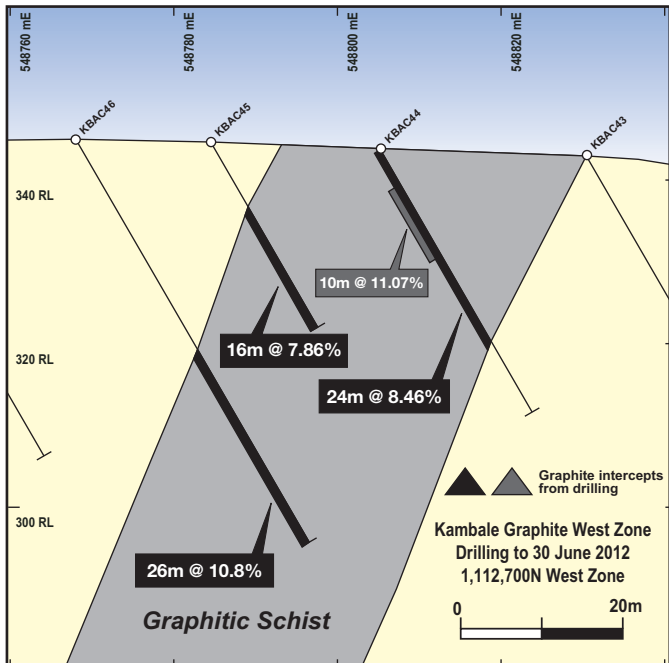 548760 mE
548780 mE
548800 mE
548820 mE
KBAC46
KBAC45
KBAC44
KBAC43
340 RL
10m @ 11.07%
16m @ 7.86%
320 RL
24m @ 8.46%
Graphite intercepts
from drilling
300 RL
Kambale Graphite West Zone
Drilling to 30 June 2012
1,112,700N West Zone
26m @ 10.8%
0
20m
Graphitic Schist